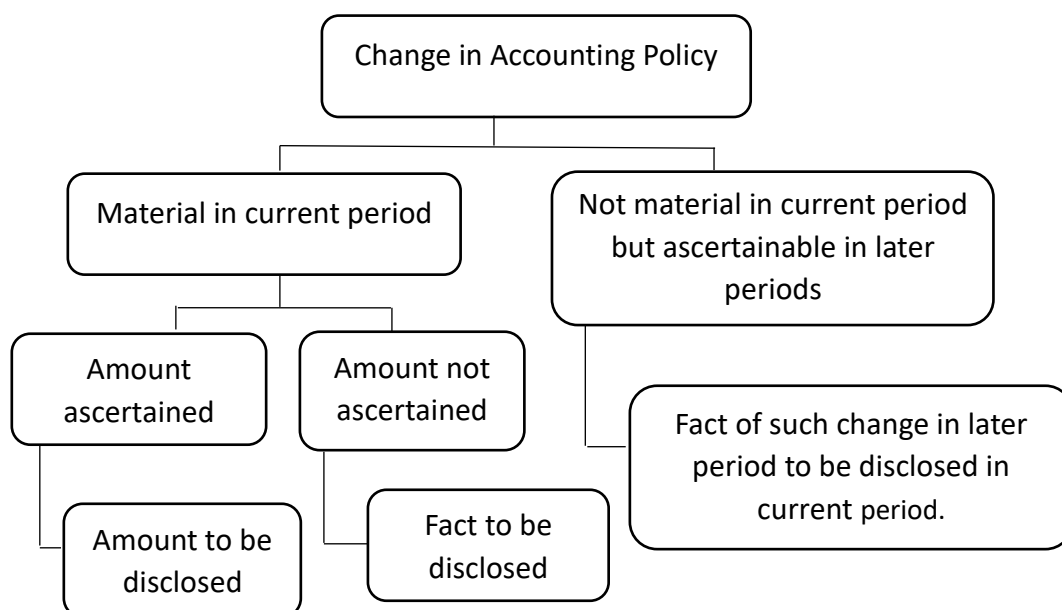 Change in Accounting Policy
Material in current period
Not material in current period
but ascertainable in later
periods
Amount
ascertained
Amount not
ascertained
Fact of such change in later
period to be disclosed in
current period.
Amount to be
disclosed
Fact to be
disclosed